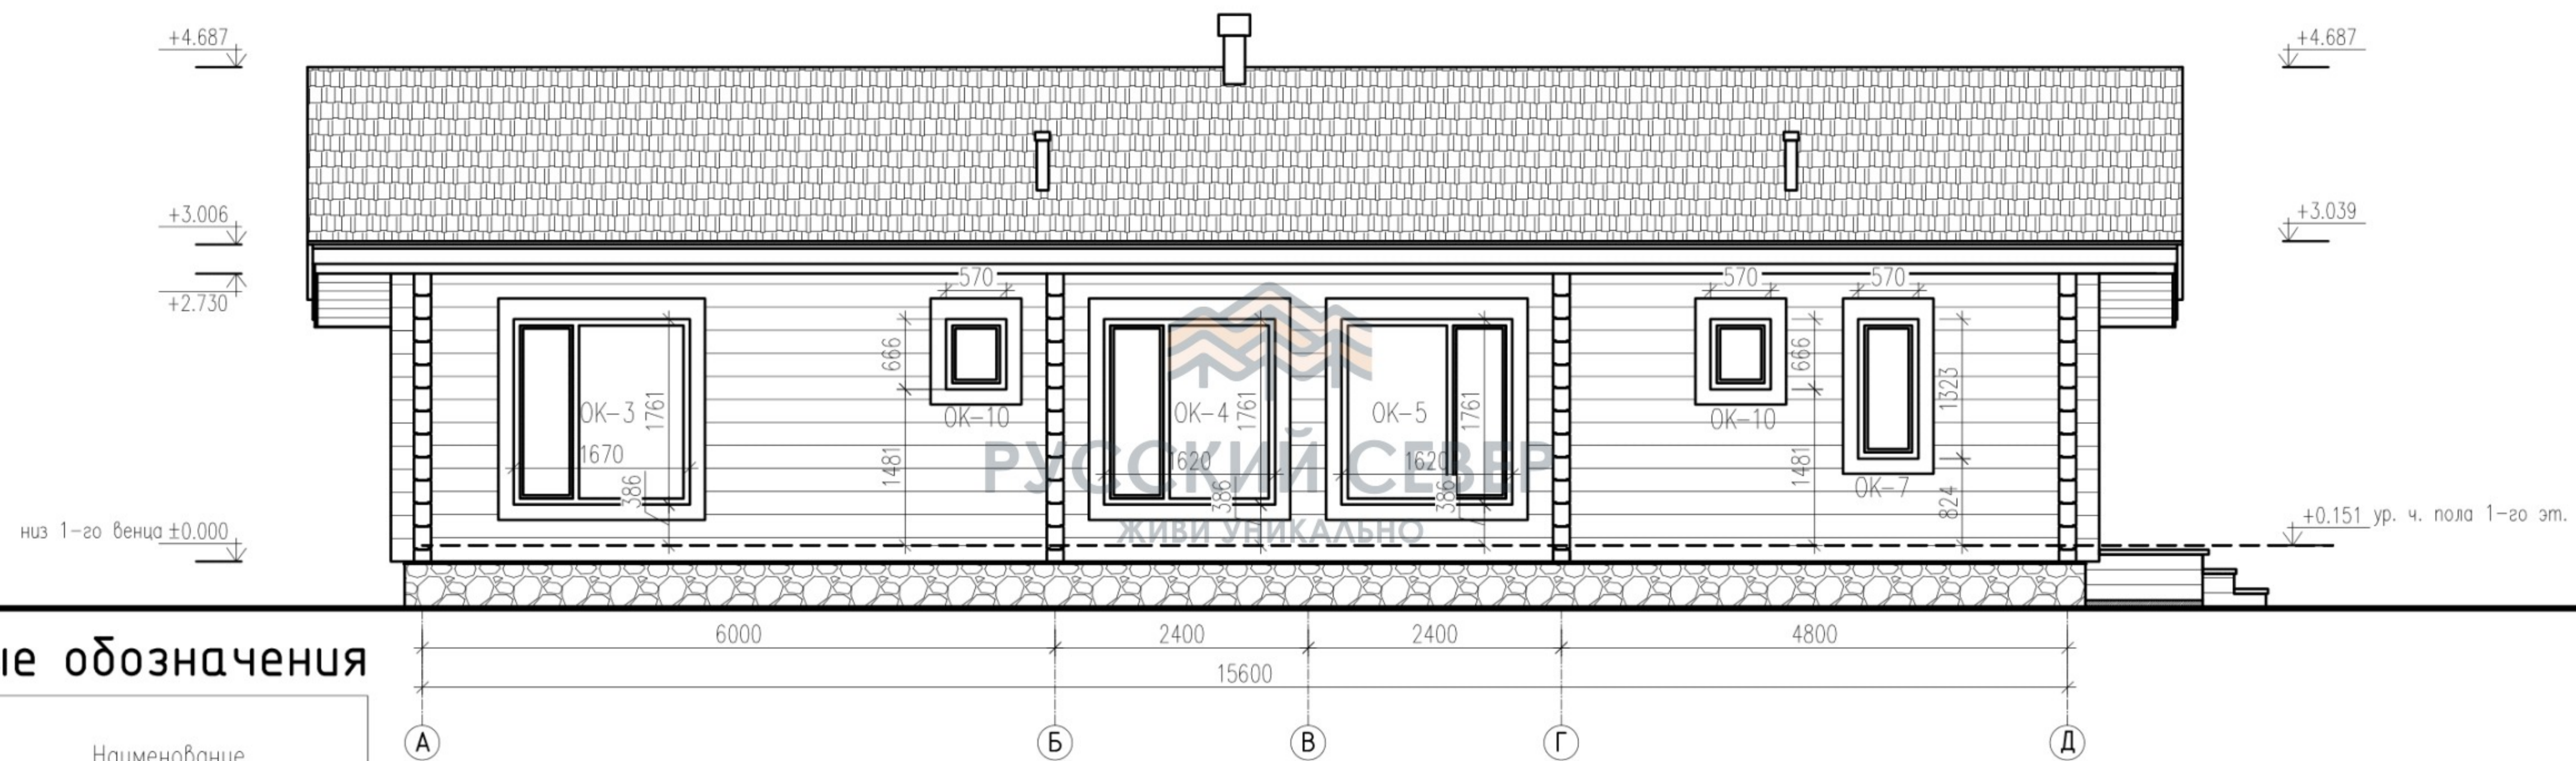 +4.687
+4.687
+3.006
+3.039
+2.730
570
570
570
666
666
1323
1761
1761
1761
ОК-3
ОК-10
ОК-4
ОК-5
ОК-10
1670
1481
1620
1620
1481
ОК-7
386
386
386
824
РУССКИЙ СЕВЕР
ЖИВИ УНИКАЛЬНО
низ 1-го венца ±0.000
+0.151 ур. ч. пола 1-го эт.
6000
2400
2400
4800
15600
ые обозначения
Наименование
А
Б
В
Г
Д